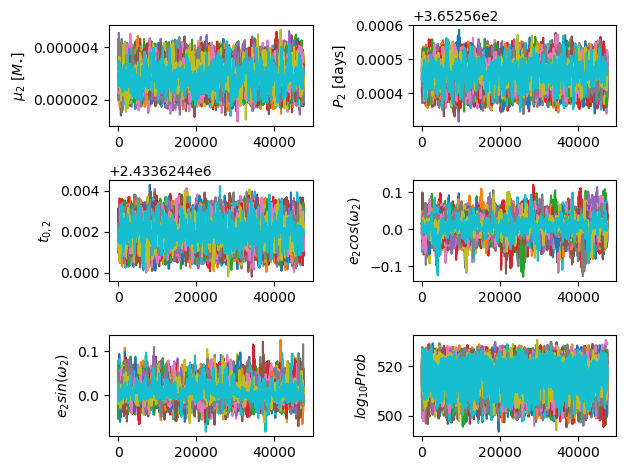 +3.65256e2
μ₂ [M⋆]
0.000004
0.000002
0 20000 40000
P₂ [days]
0.0006
0.0005
0.0004
0 20000 40000
+2.4336244e6
t₀,₂
0.004
0.002
0.000
0 20000 40000
e₂cos(ω₂)
0.1
0.0
−0.1
0 20000 40000
e₂sin(ω₂)
0.1
0.0
0 20000 40000
log₁₀Prob
520
500
0 20000 40000